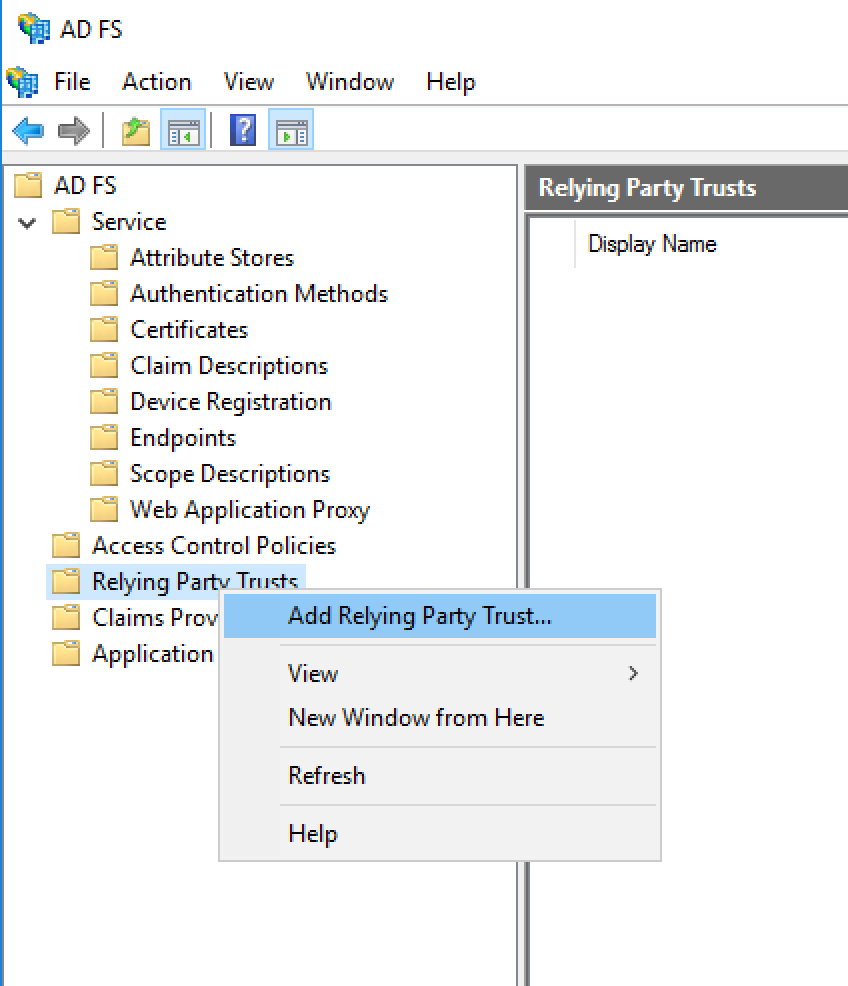 AD FS
File Action View Window Help
AD FS
Service
Attribute Stores
Authentication Methods
Certificates
Claim Descriptions
Device Registration
Endpoints
Scope Descriptions
Web Application Proxy
Access Control Policies
Relying Party Trusts
Claims Prov
Application
Relying Party Trusts
Display Name
Add Relying Party Trust...
View
New Window from Here
Refresh
Help